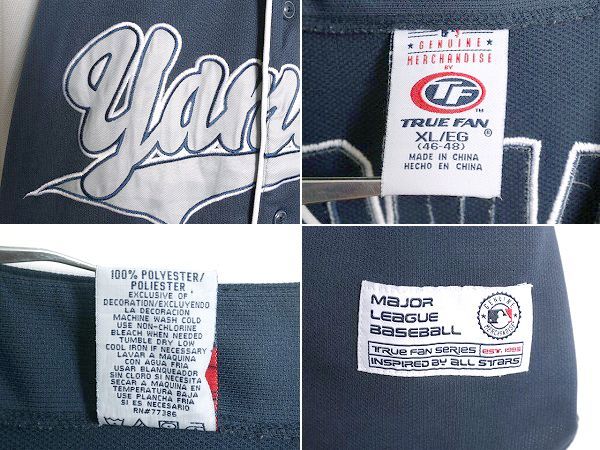 Yan
GENUINE
MERCHANDISE
BY
TF
TRUE FAN
®
XL/EG
(46-48)
MADE IN CHINA
HECHO EN CHINA
100% POLYESTER/
POLIESTER
EXCLUSIVE OF
DECORATION/EXCLUYENDO
LA DECORACION
MACHINE WASH COLD
USE NON-CHLORINE
BLEACH WHEN NEEDED
TUMBLE DRY LOW
COOL IRON IF NECESSARY
LAVAR A MAQUINA
CON AGUA FRIA
USAR BLANQUEADOR
SIN CLORO SI NECESITA
SECAR A MAQUINA EN
TEMPERATURA BAJA
USE PLANCHA FRIA
SI ES NECESARIO
RN#77386
MAJOR
LEAGUE
BASEBALL
GENUINE
MERCHANDISE
TRUE FAN SERIES EST. 1998
INSPIRED BY ALL STARS